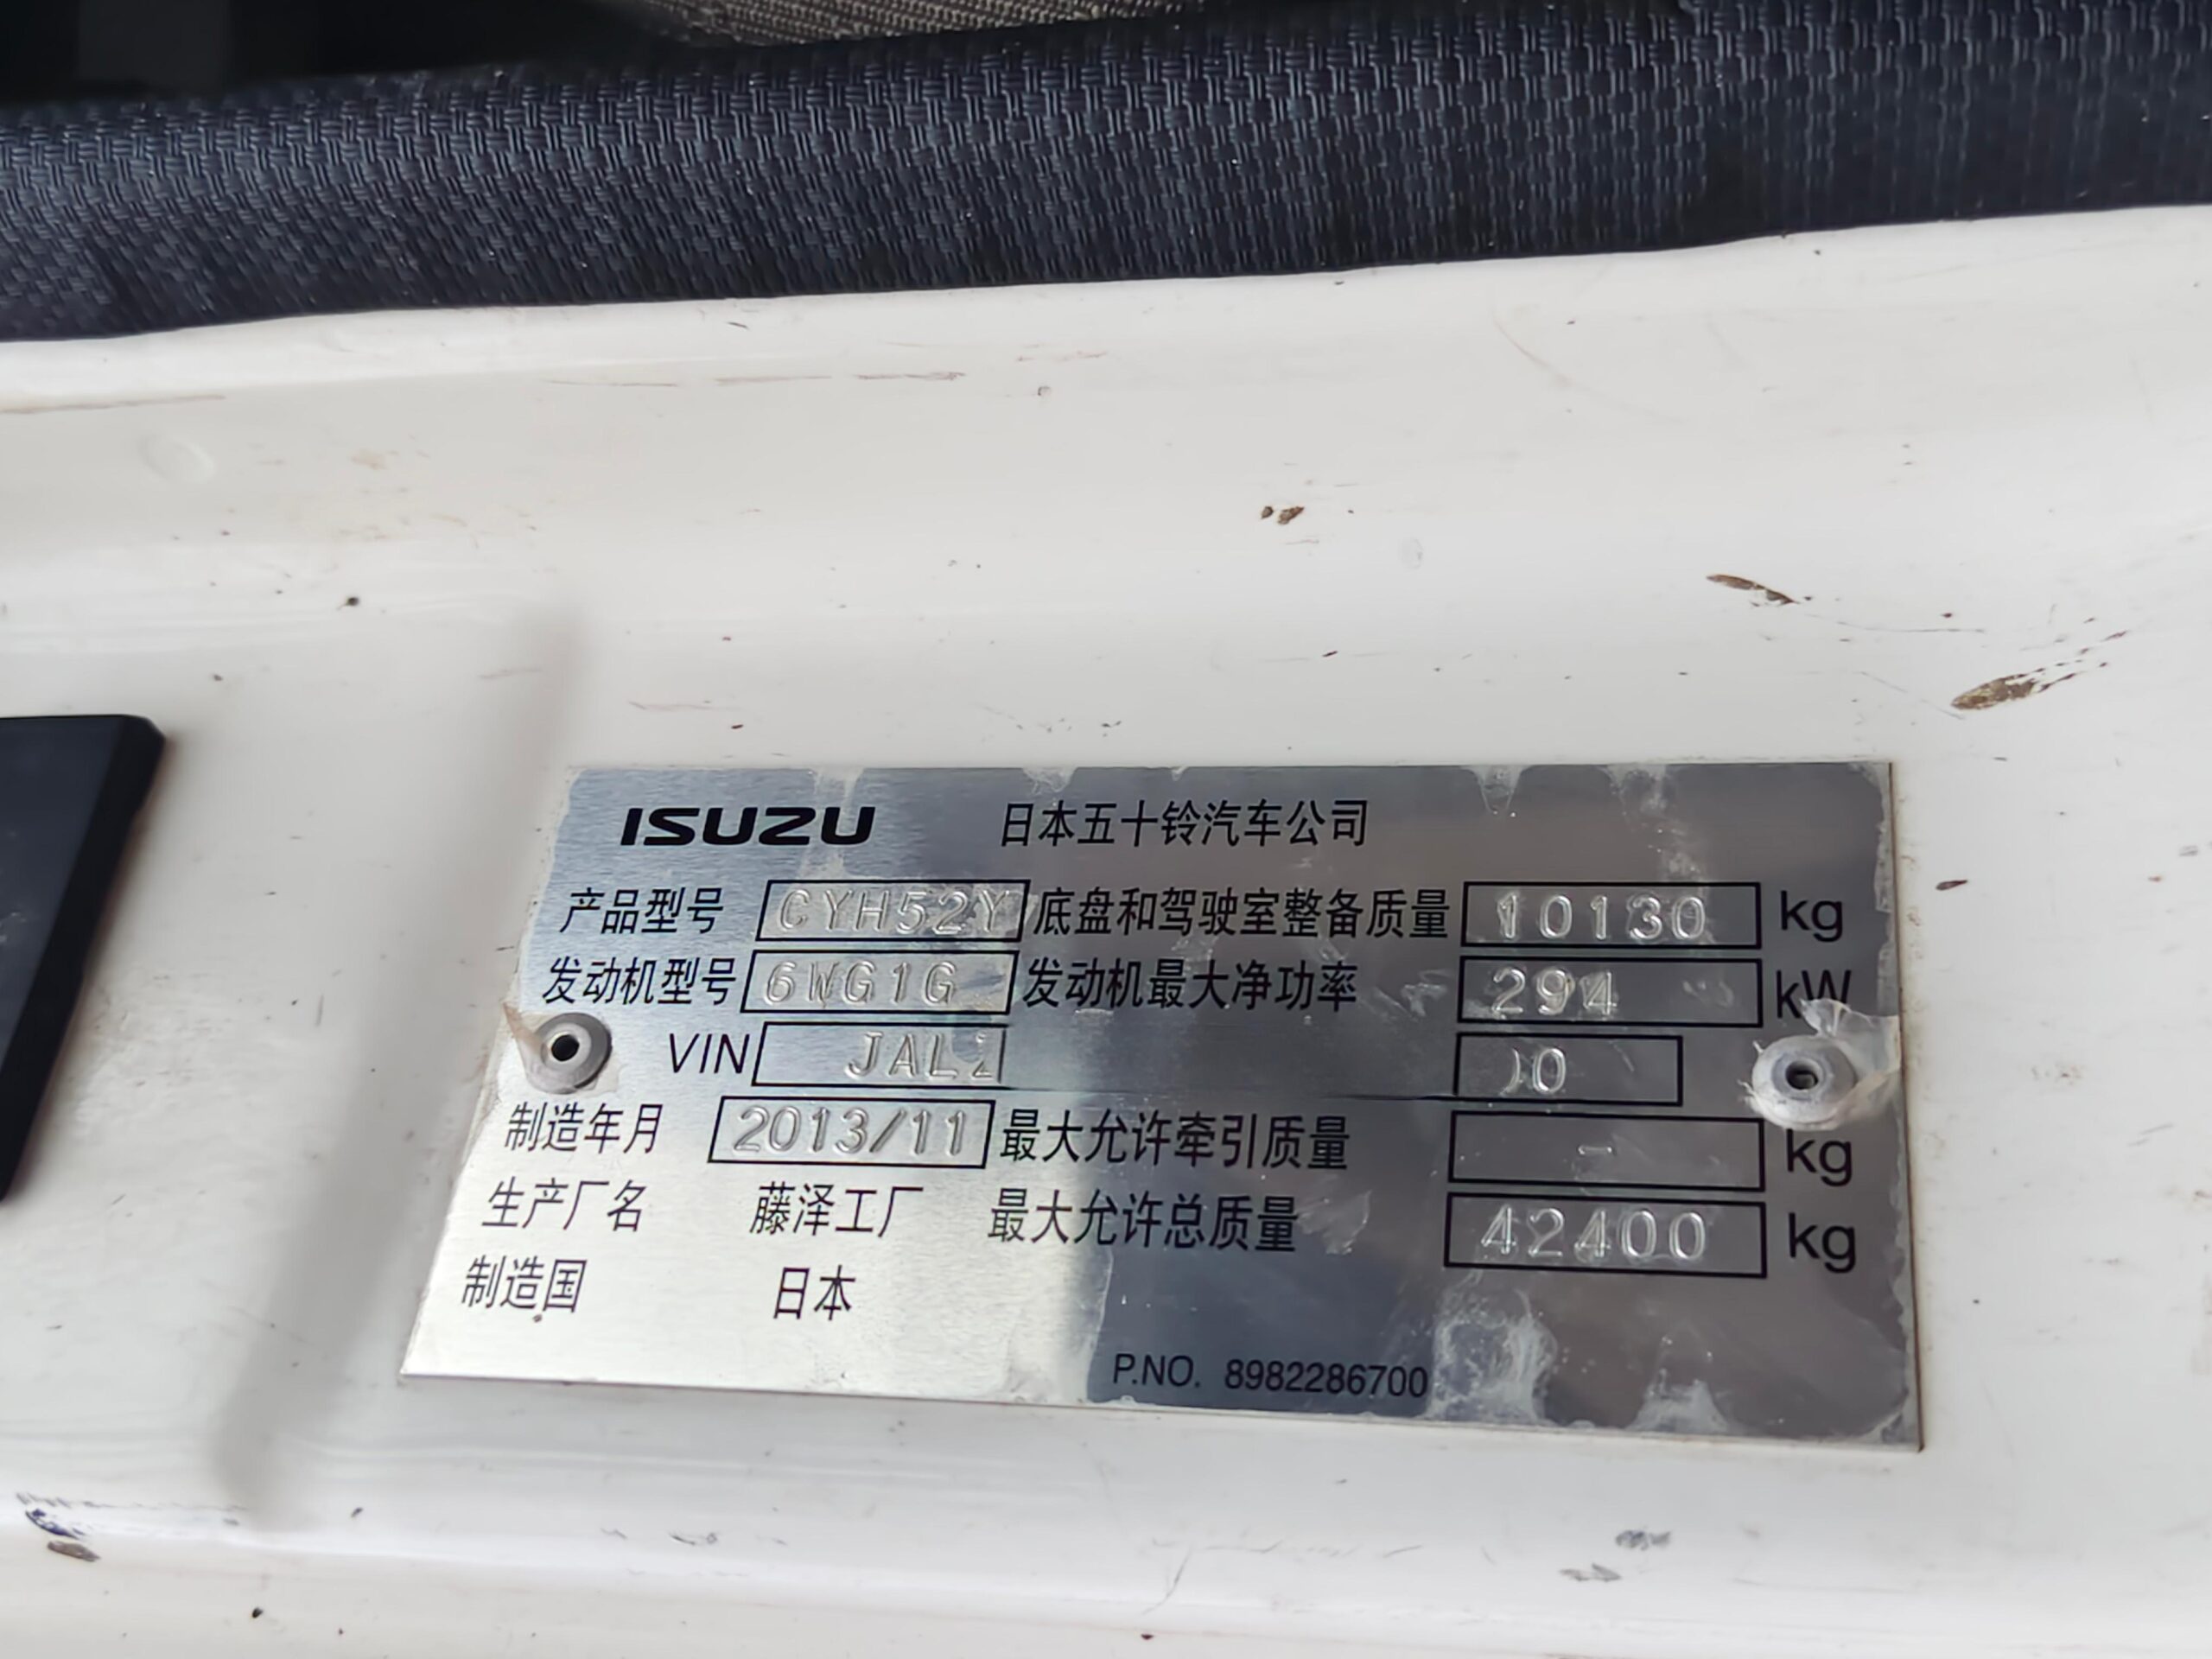 ISUZU 日本五十铃汽车公司
产品型号 CYH52Y 底盘和驾驶室整备质量 10130 kg
发动机型号 6WG1G 发动机最大净功率 294 kW
VIN JAL 0
制造年月 2013/11 最大允许牵引质量 - kg
生产厂名 藤泽工厂 最大允许总质量 42400 kg
制造国 日本
P.NO. 8982286700